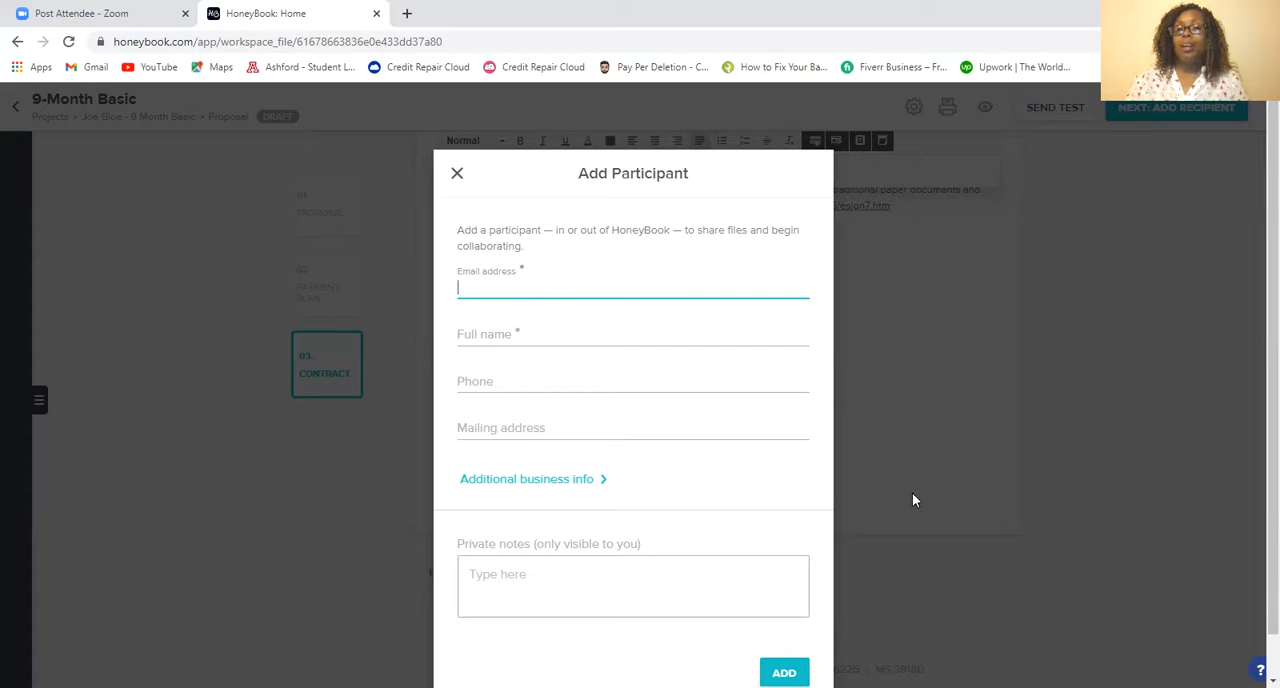 Post Attendee - Zoom
HoneyBook: Home
honeybook.com/app/workspace_file/61678663836e0e433dd37a80
Apps
Gmail
YouTube
Maps
Ashford - Student L...
Credit Repair Cloud
Credit Repair Cloud
Pay Per Deletion - C...
How to Fix Your Ba...
Fiverr Business – Fr...
Upwork | The World...
9-Month Basic
Projects > Joe Bloe - 9 Month Basic > Proposal
DRAFT
SEND TEST
NEXT: ADD RECIPIENT
Normal
B I U A
traditional paper documents and
/esign7.htm
01
PROPOSAL
02
PAYMENT
PLAN
03.
CONTRACT
Add Participant
Add a participant — in or out of HoneyBook — to share files and begin
collaborating.
Email address *
Full name *
Phone
Mailing address
Additional business info
Private notes (only visible to you)
Type here
ADD
6225 | MS 39180
?